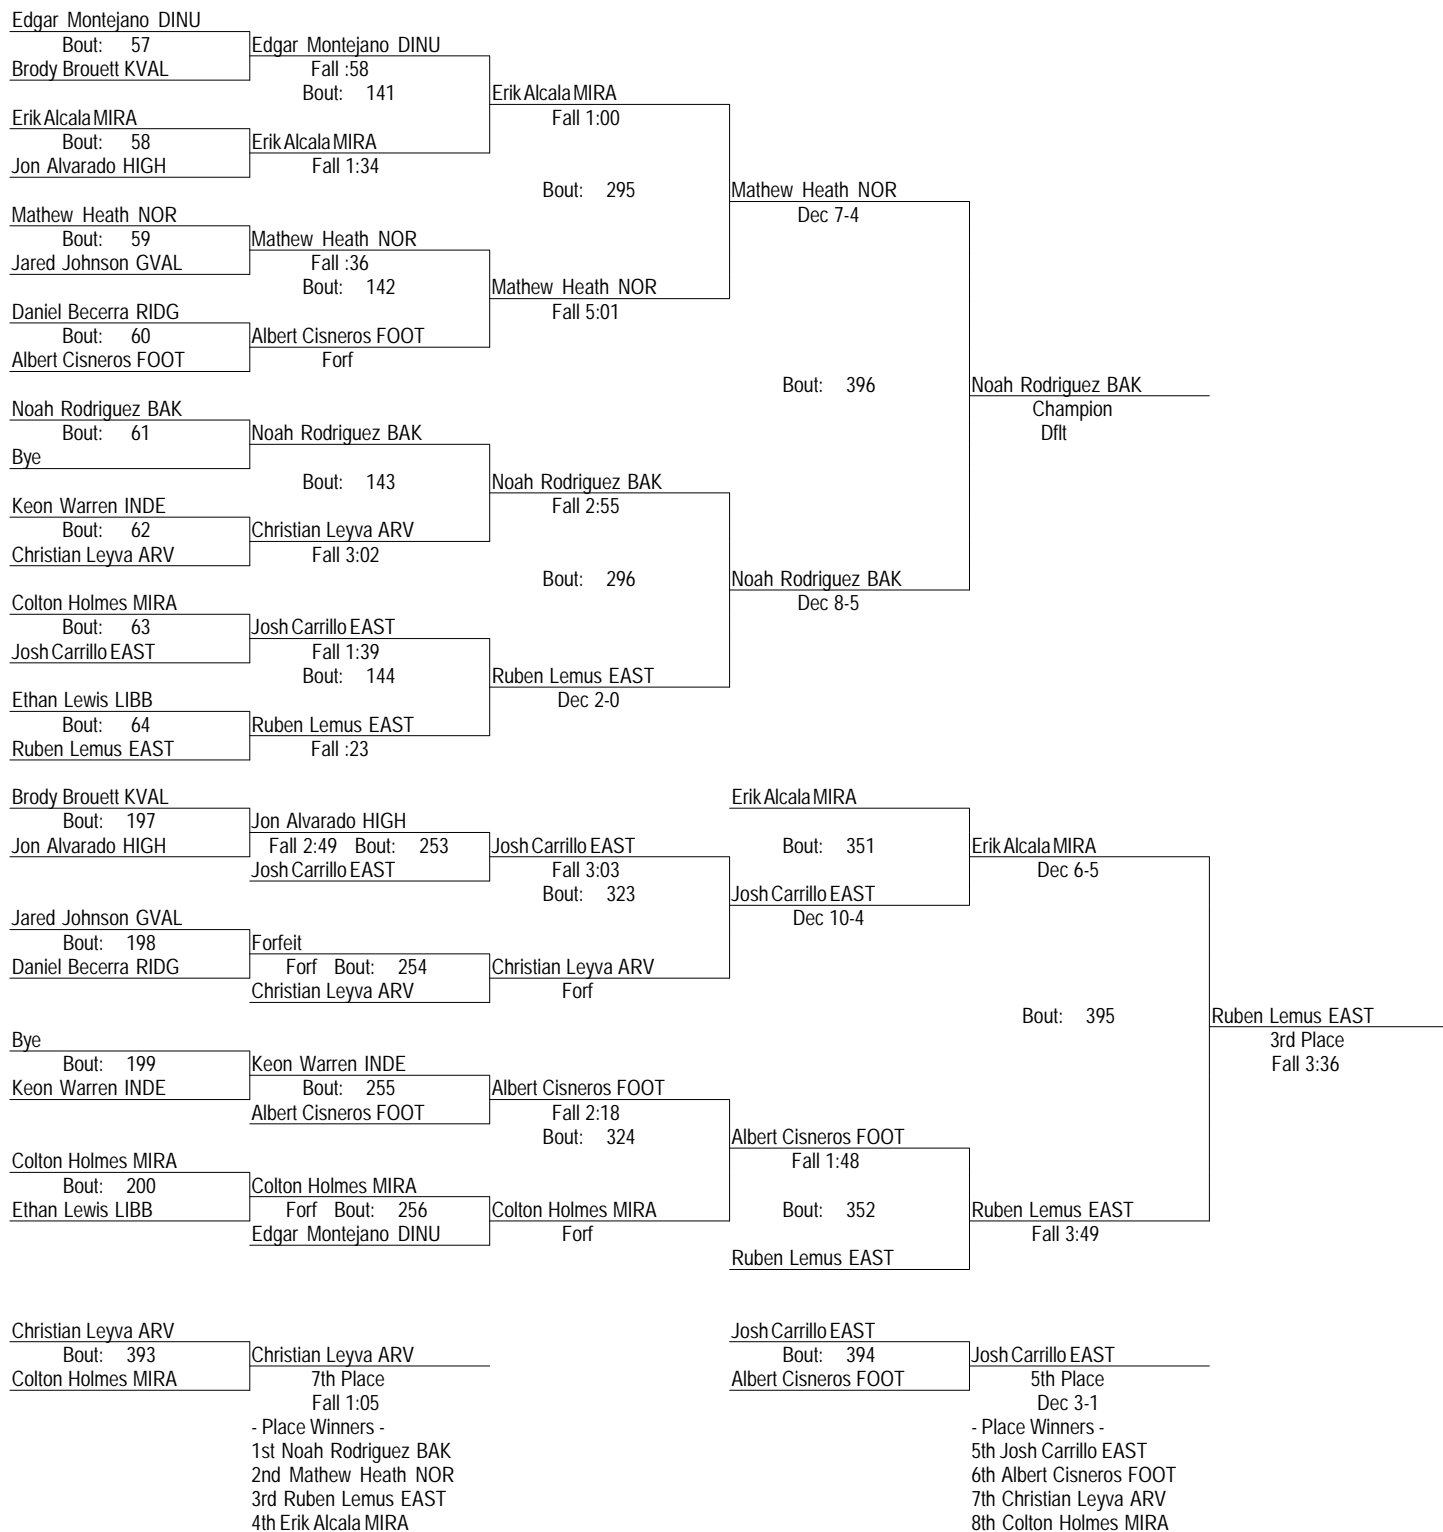 Edgar Montejano DINU
Bout: 57
Brody Brouett KVAL
Erik Alcala MIRA
Bout: 58
Jon Alvarado HIGH
Mathew Heath NOR
Bout: 59
Jared Johnson GVAL
Daniel Becerra RIDG
Bout: 60
Albert Cisneros FOOT
Noah Rodriguez BAK
Bout: 61
Bye
Keon Warren INDE
Bout: 62
Christian Leyva ARV
Colton Holmes MIRA
Bout: 63
Josh Carrillo EAST
Ethan Lewis LIBB
Bout: 64
Ruben Lemus EAST
Edgar Montejano DINU
Fall :58
Bout: 141
Erik Alcala MIRA
Fall 1:34
Mathew Heath NOR
Fall :36
Bout: 142
Albert Cisneros FOOT
Forf
Noah Rodriguez BAK
Bout: 143
Christian Leyva ARV
Fall 3:02
Josh Carrillo EAST
Fall 1:39
Bout: 144
Ruben Lemus EAST
Fall :23
Erik Alcala MIRA
Fall 1:00
Bout: 295
Mathew Heath NOR
Fall 5:01
Noah Rodriguez BAK
Fall 2:55
Bout: 296
Ruben Lemus EAST
Dec 2-0
Mathew Heath NOR
Dec 7-4
Bout: 396
Noah Rodriguez BAK
Dec 8-5
Noah Rodriguez BAK
Champion
Dflt
Brody Brouett KVAL
Bout: 197
Jon Alvarado HIGH
Jared Johnson GVAL
Bout: 198
Daniel Becerra RIDG
Bye
Bout: 199
Keon Warren INDE
Colton Holmes MIRA
Bout: 200
Ethan Lewis LIBB
Jon Alvarado HIGH
Fall 2:49 Bout: 253
Josh Carrillo EAST
Forfeit
Forf Bout: 254
Christian Leyva ARV
Keon Warren INDE
Bout: 255
Albert Cisneros FOOT
Colton Holmes MIRA
Forf Bout: 256
Edgar Montejano DINU
Josh Carrillo EAST
Fall 3:03
Bout: 323
Christian Leyva ARV
Forf
Albert Cisneros FOOT
Fall 2:18
Bout: 324
Colton Holmes MIRA
Forf
Erik Alcala MIRA
Bout: 351
Josh Carrillo EAST
Dec 10-4
Albert Cisneros FOOT
Fall 1:48
Bout: 352
Ruben Lemus EAST
Erik Alcala MIRA
Dec 6-5
Bout: 395
Ruben Lemus EAST
Fall 3:49
Ruben Lemus EAST
3rd Place
Fall 3:36
Christian Leyva ARV
Bout: 393
Colton Holmes MIRA
Christian Leyva ARV
7th Place
Fall 1:05
- Place Winners -
1st Noah Rodriguez BAK
2nd Mathew Heath NOR
3rd Ruben Lemus EAST
4th Erik Alcala MIRA
Josh Carrillo EAST
Bout: 394
Albert Cisneros FOOT
Josh Carrillo EAST
5th Place
Dec 3-1
- Place Winners -
5th Josh Carrillo EAST
6th Albert Cisneros FOOT
7th Christian Leyva ARV
8th Colton Holmes MIRA